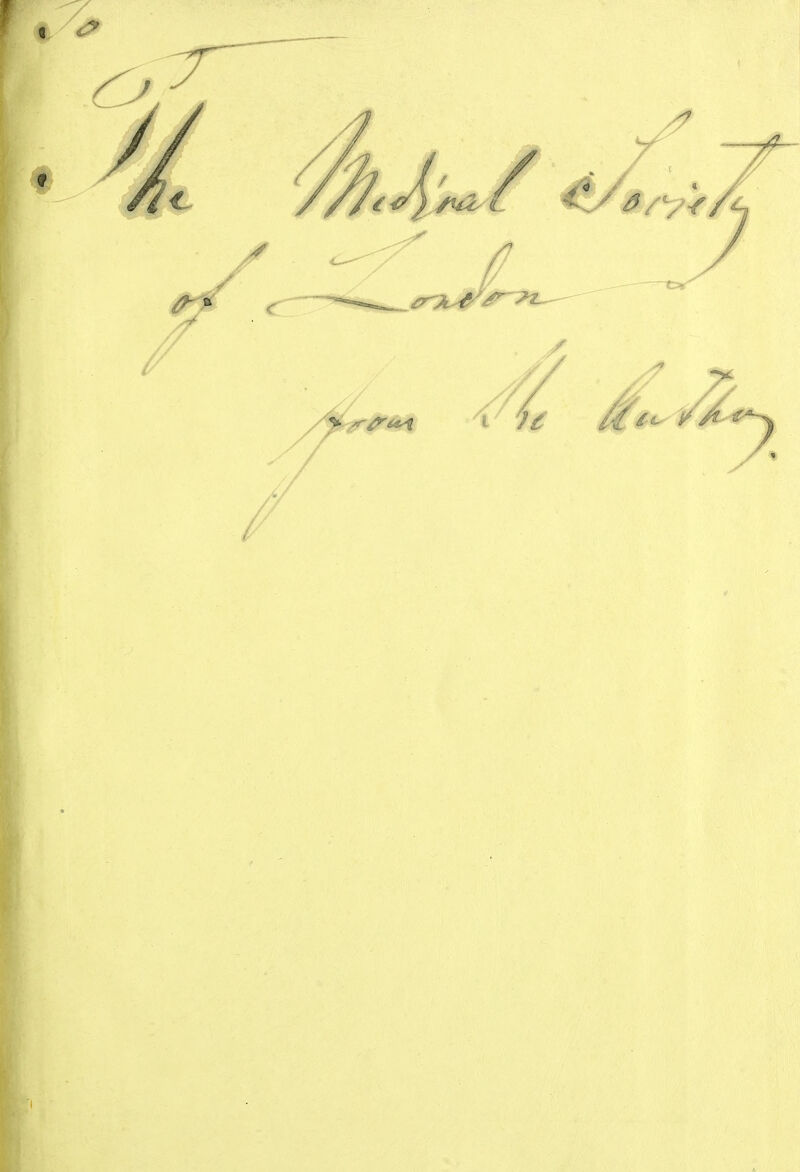 To
The Medical Society
of London
from the Author.